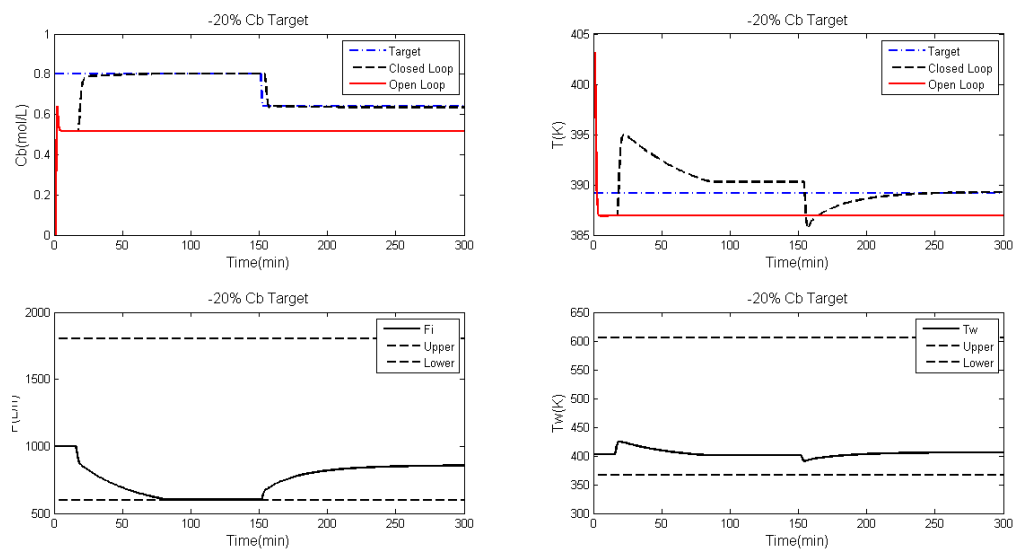 -20% Cb Target
1
0.8
0.6
0.4
0.2
0
Cb(mol/L)
0 50 100 150 200 250 300
Time(min)
Target
Closed Loop
Open Loop
-20% Cb Target
405
400
395
390
385
T(K)
0 50 100 150 200 250 300
Time(min)
Target
Closed Loop
Open Loop
-20% Cb Target
2000
1500
1000
500
0 50 100 150 200 250 300
Time(min)
Fi
Upper
Lower
-20% Cb Target
650
600
550
500
450
400
350
300
Tw(K)
0 50 100 150 200 250 300
Time(min)
Tw
Upper
Lower